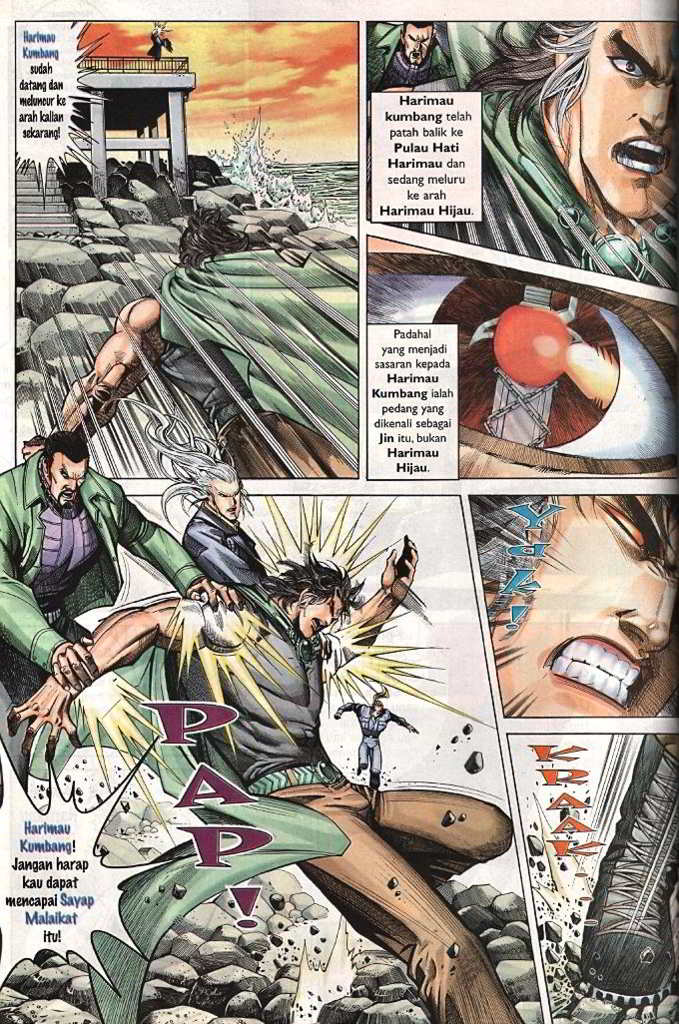 Harimau
Kumbang
sudah
datang dan
meluncur ke
arah kalian
sekarang!
Harimau
kumbang telah
patah balik ke
Pulau Hati
Harimau dan
sedang meluru
ke arah
Harimau Hijau.
Padahal
yang menjadi
sasaran kepada
Harimau
Kumbang ialah
pedang yang
dikenali sebagai
Jin itu, bukan
Harimau
Hijau.
PAP!
Harimau
Kumbang!
Jangan harap
kau dapat
mencapai Sayap
Malaikat
itu!
Yak!
KRAAK!